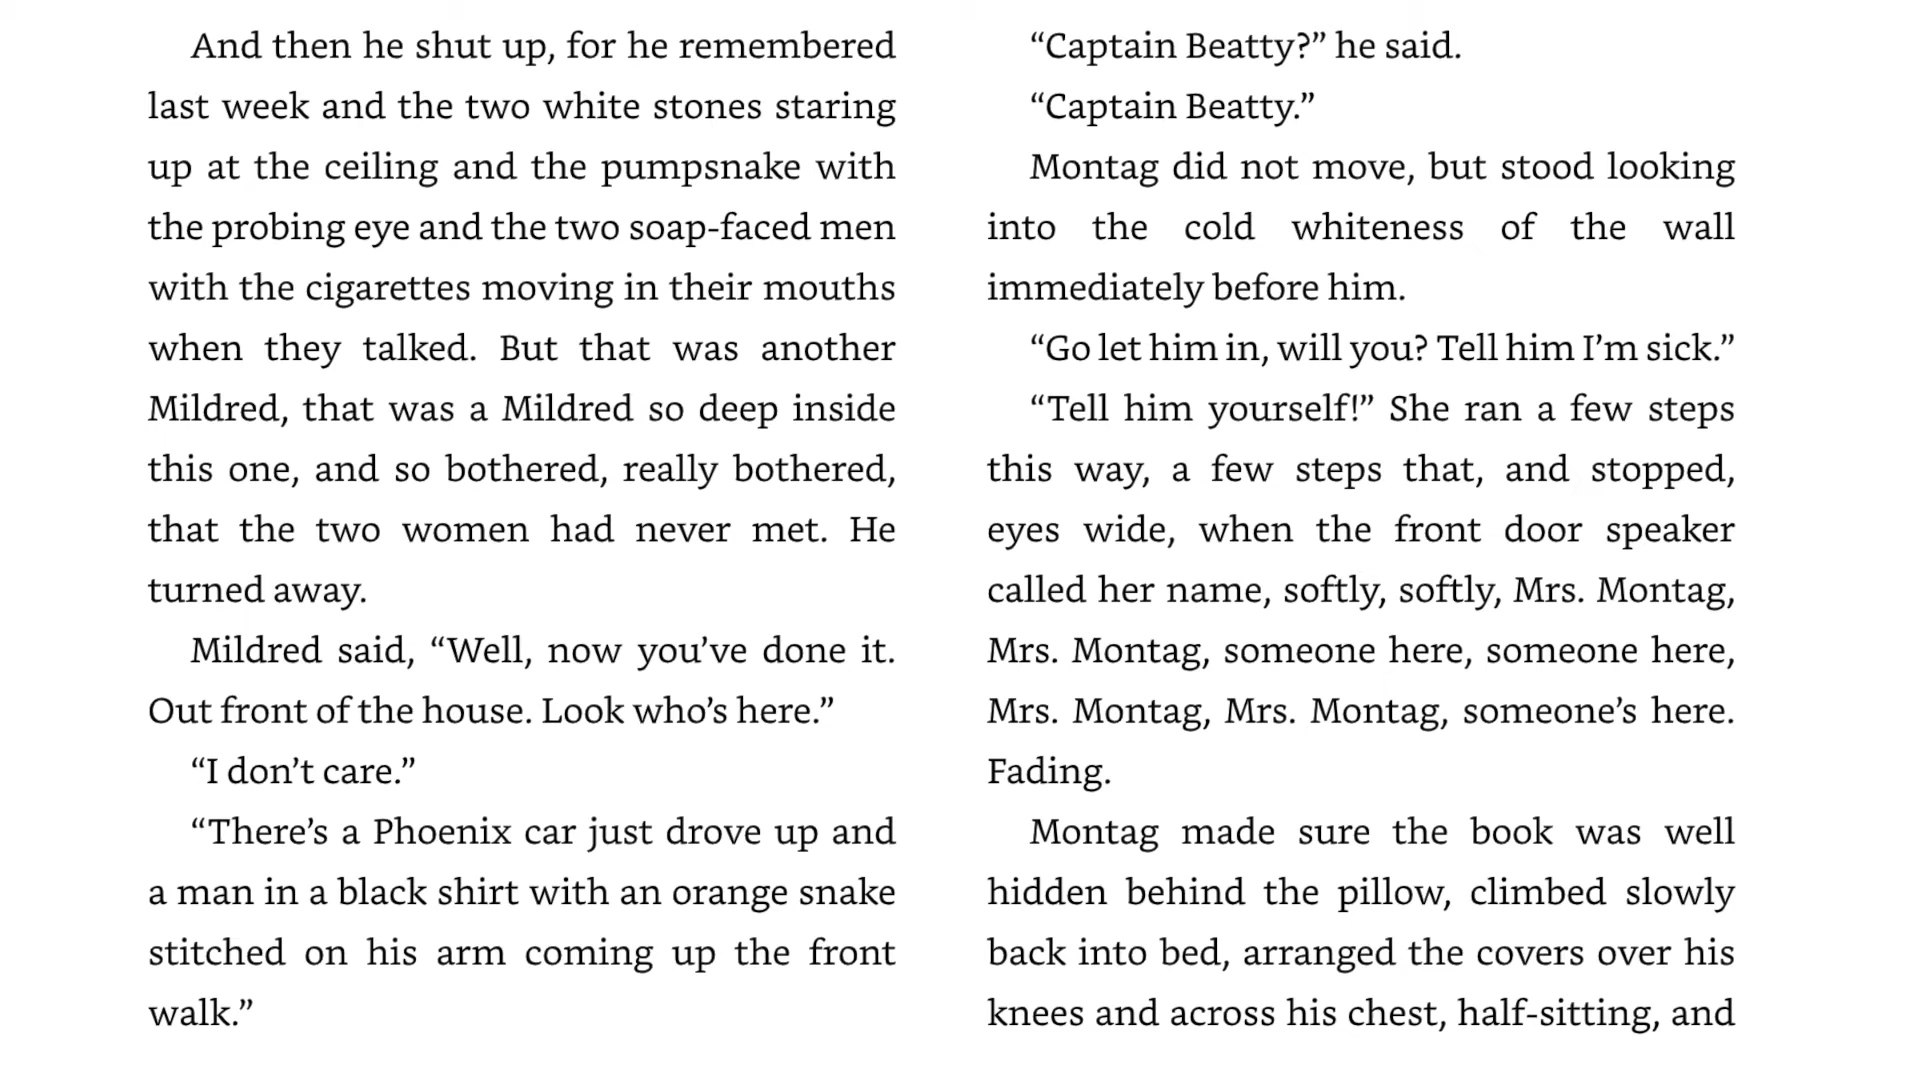 And then he shut up, for he remembered
last week and the two white stones staring
up at the ceiling and the pumpsnake with
the probing eye and the two soap-faced men
with the cigarettes moving in their mouths
when they talked. But that was another
Mildred, that was a Mildred so deep inside
this one, and so bothered, really bothered,
that the two women had never met. He
turned away.
Mildred said, “Well, now you’ve done it.
Out front of the house. Look who’s here.”
“I don’t care.”
“There’s a Phoenix car just drove up and
a man in a black shirt with an orange snake
stitched on his arm coming up the front
walk.”
“Captain Beatty?” he said.
“Captain Beatty.”
Montag did not move, but stood looking
into the cold whiteness of the wall
immediately before him.
“Go let him in, will you? Tell him I’m sick.”
“Tell him yourself!” She ran a few steps
this way, a few steps that, and stopped,
eyes wide, when the front door speaker
called her name, softly, softly, Mrs. Montag,
Mrs. Montag, someone here, someone here,
Mrs. Montag, Mrs. Montag, someone’s here.
Fading.
Montag made sure the book was well
hidden behind the pillow, climbed slowly
back into bed, arranged the covers over his
knees and across his chest, half-sitting, and